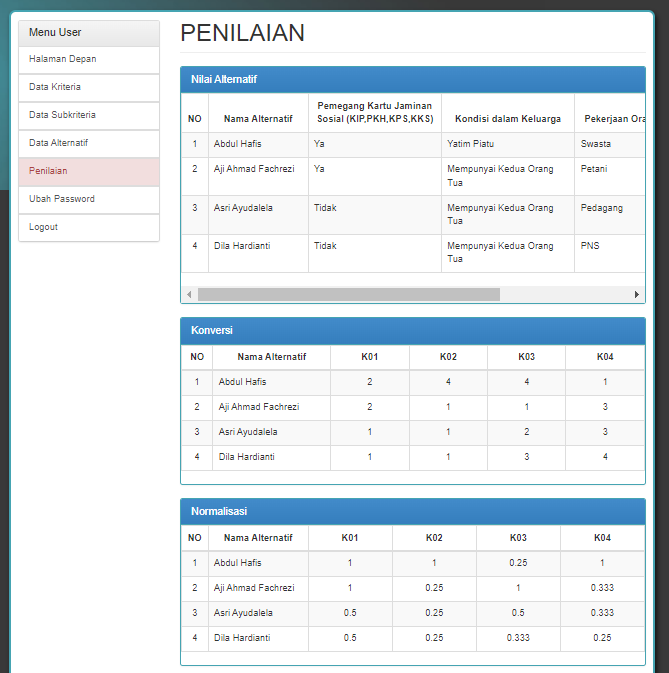 Menu User
Halaman Depan
Data Kriteria
Data Subkriteria
Data Alternatif
Penilaian
Ubah Password
Logout
PENILAIAN
Nilai Alternatif
NO Nama Alternatif Pemegang Kartu Jaminan Sosial (KIP,PKH,KPS,KKS) Kondisi dalam Keluarga Pekerjaan Ora
1 Abdul Hafis Ya Yatim Piatu Swasta
2 Aji Ahmad Fachrezi Ya Mempunyai Kedua Orang Tua Petani
3 Asri Ayudalela Tidak Mempunyai Kedua Orang Tua Pedagang
4 Dila Hardianti Tidak Mempunyai Kedua Orang Tua PNS
Konversi
NO Nama Alternatif K01 K02 K03 K04
1 Abdul Hafis 2 4 4 1
2 Aji Ahmad Fachrezi 2 1 1 3
3 Asri Ayudalela 1 1 2 3
4 Dila Hardianti 1 1 3 4
Normalisasi
NO Nama Alternatif K01 K02 K03 K04
1 Abdul Hafis 1 1 0.25 1
2 Aji Ahmad Fachrezi 1 0.25 1 0.333
3 Asri Ayudalela 0.5 0.25 0.5 0.333
4 Dila Hardianti 0.5 0.25 0.333 0.25